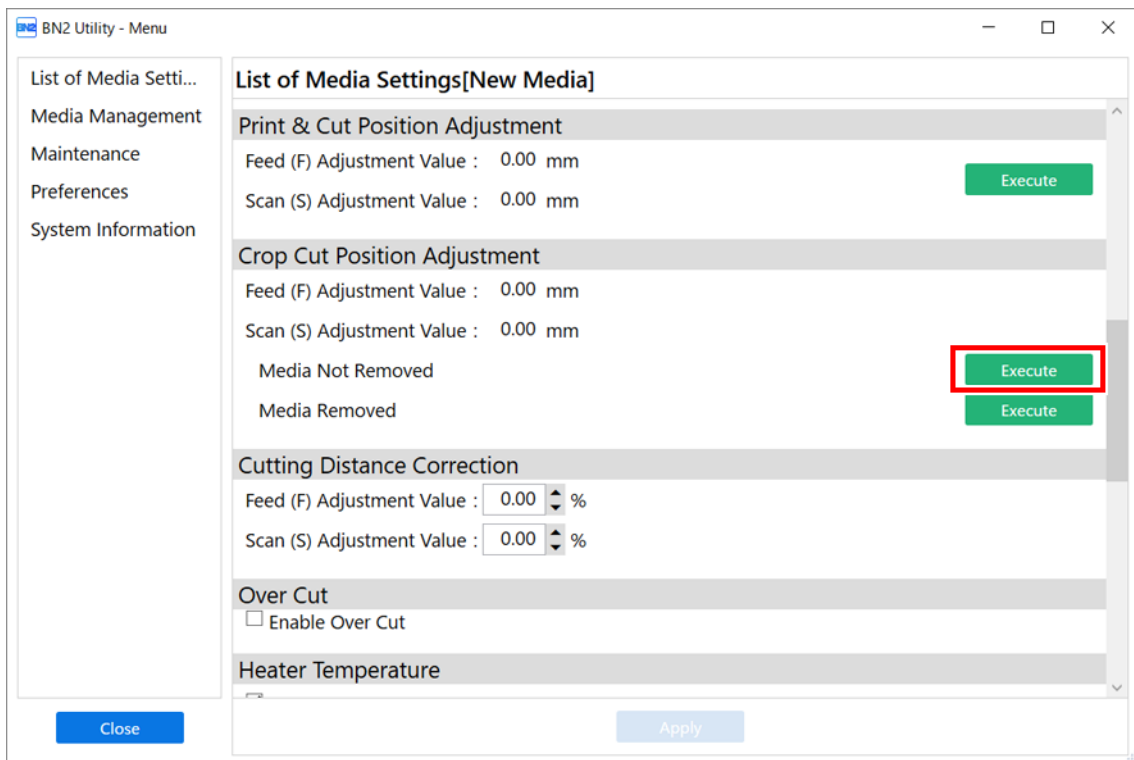 BN2 BN2 Utility - Menu
List of Media Setti...
Media Management
Maintenance
Preferences
System Information
List of Media Settings[New Media]
Print & Cut Position Adjustment
Feed (F) Adjustment Value : 0.00 mm
Execute
Scan (S) Adjustment Value : 0.00 mm
Crop Cut Position Adjustment
Feed (F) Adjustment Value : 0.00 mm
Scan (S) Adjustment Value : 0.00 mm
Media Not Removed Execute
Media Removed Execute
Cutting Distance Correction
Feed (F) Adjustment Value : 0.00 %
Scan (S) Adjustment Value : 0.00 %
Over Cut
Enable Over Cut
Heater Temperature
Close
Apply